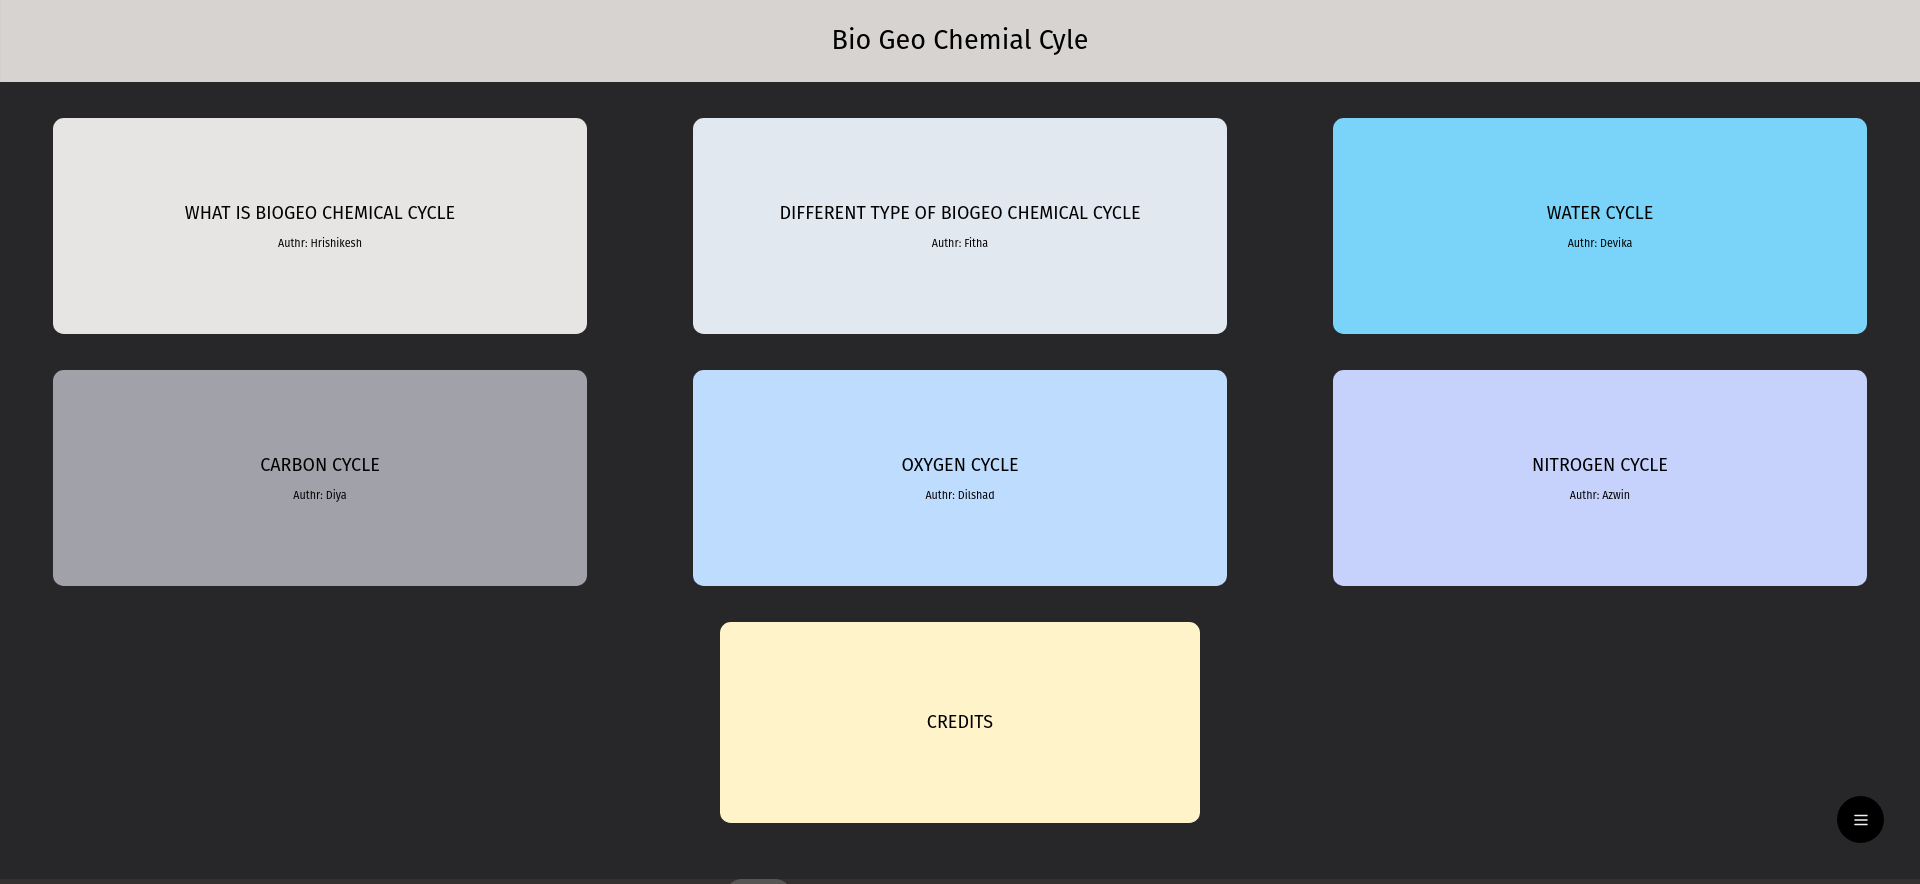 Bio Geo Chemial Cyle
WHAT IS BIOGEO CHEMICAL CYCLE
Authr: Hrishikesh
DIFFERENT TYPE OF BIOGEO CHEMICAL CYCLE
Authr: Fitha
WATER CYCLE
Authr: Devika
CARBON CYCLE
Authr: Diya
OXYGEN CYCLE
Authr: Dilshad
NITROGEN CYCLE
Authr: Azwin
CREDITS